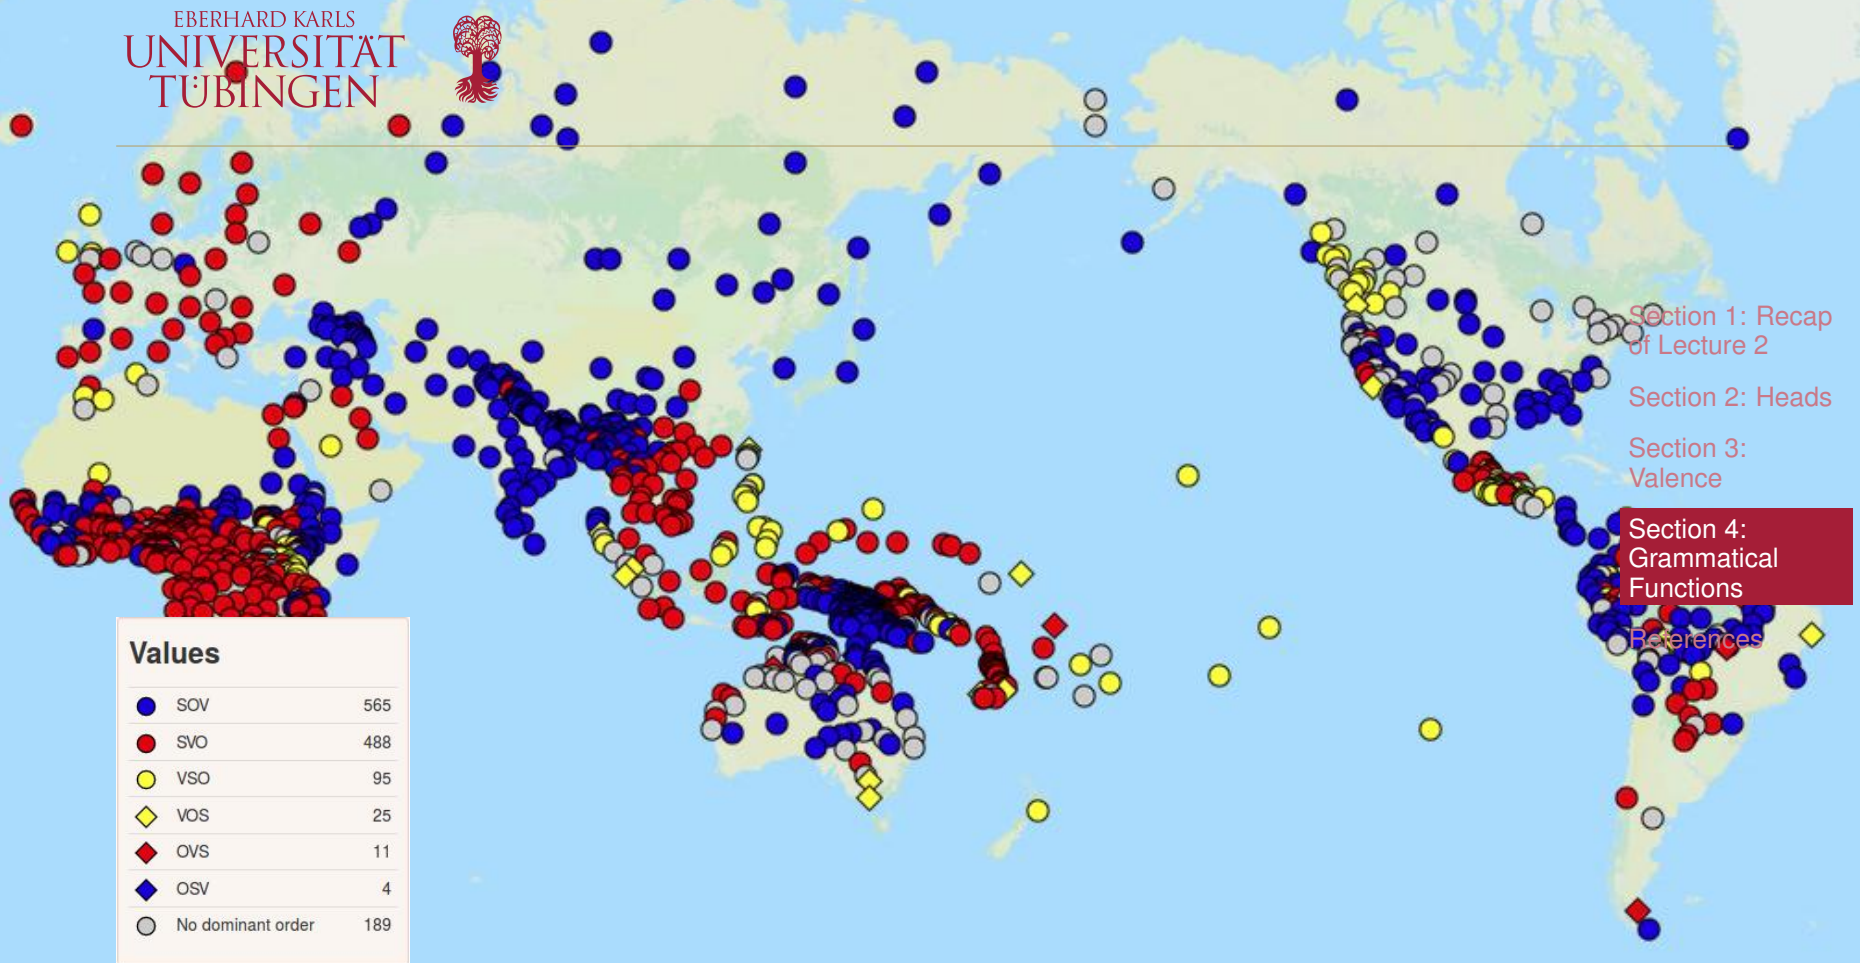 EBERHARD KARLS
UNIVERSITÄT
TÜBINGEN
Section 1: Recap
of Lecture 2
Section 2: Heads
Section 3:
Valence
Section 4:
Grammatical
Functions
References
Values
SOV 565
SVO 488
VSO 95
VOS 25
OVS 11
OSV 4
No dominant order 189